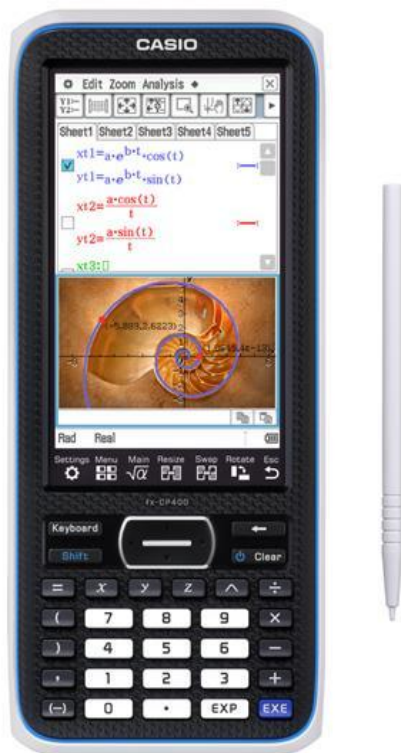 CASIO
Edit Zoom Analysis
Y1:
Y2:
Sheet1 Sheet2 Sheet3 Sheet4 Sheet5
xt1=a·e^b·t·cos(t)
yt1=a·e^b·t·sin(t)
xt2=a·cos(t)/t
yt2=a·sin(t)/t
xt3:
Rad Real
Settings Menu Main Resize Swap Rotate Esc
√α
fx-CP400
Keyboard ←
Shift Clear
= x y z ^ ÷
( 7 8 9 ×
) 4 5 6 −
, 1 2 3 +
(−) 0 · EXP EXE